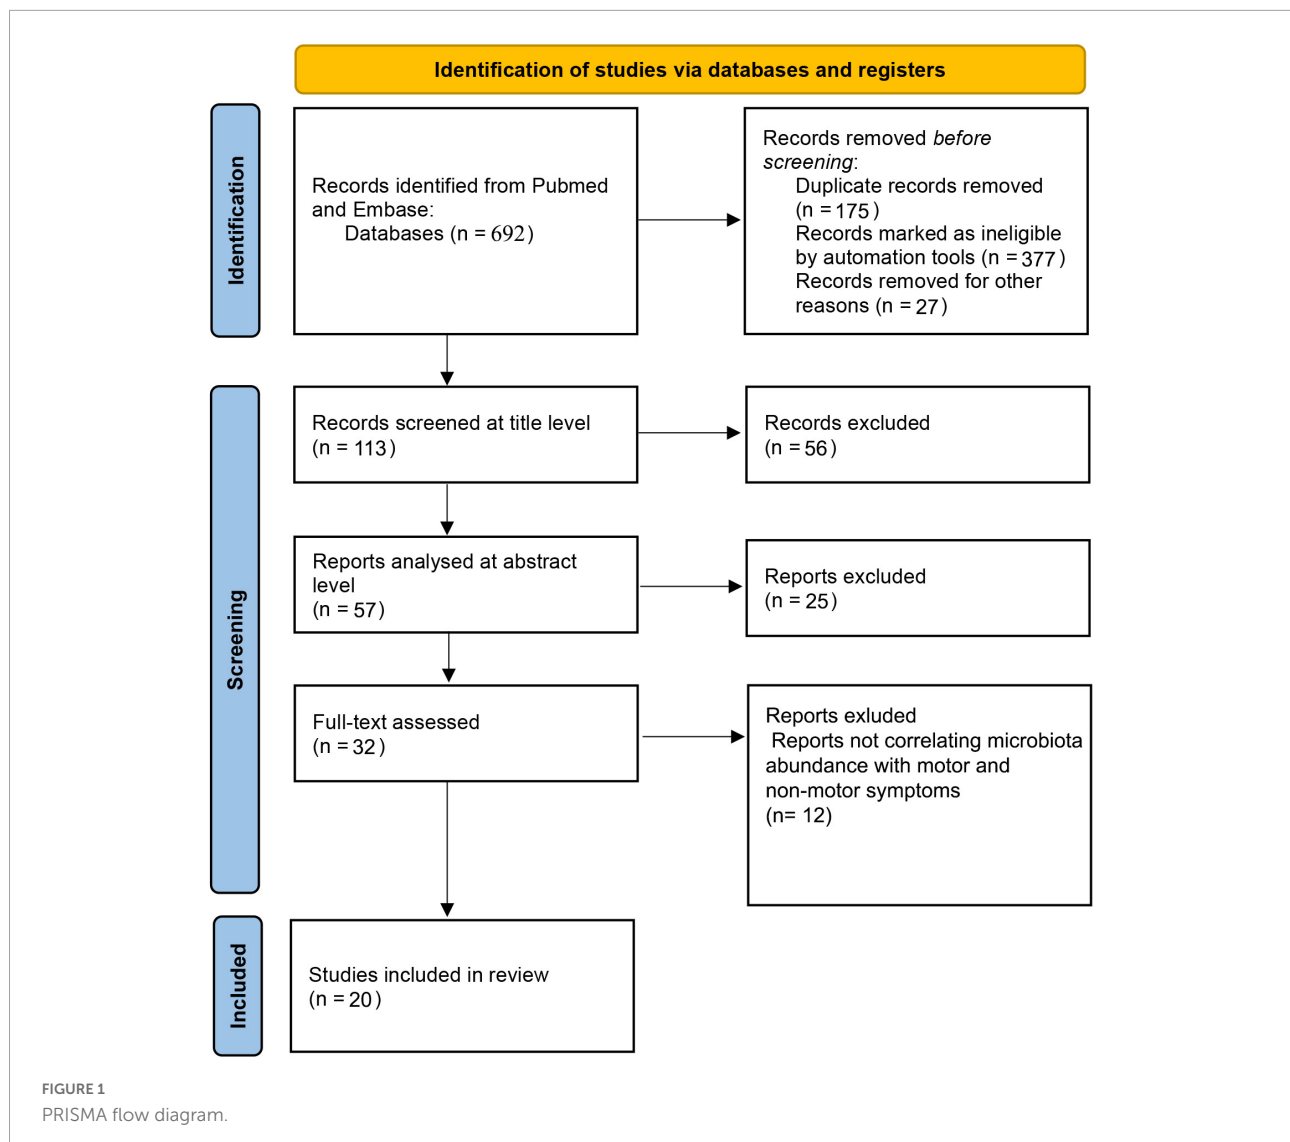 Identification of studies via databases and registers
Identification
Records identified from Pubmed
and Embase:
Databases (n = 692)
Records removed before
screening:
Duplicate records removed
(n = 175)
Records marked as ineligible
by automation tools (n = 377)
Records removed for other
reasons (n = 27)
Screening
Records screened at title level
(n = 113)
Records excluded
(n = 56)
Reports analysed at abstract
level
(n = 57)
Reports excluded
(n = 25)
Full-text assessed
(n = 32)
Reports exluded
Reports not correlating microbiota
abundance with motor and
non-motor symptoms
(n= 12)
Included
Studies included in review
(n = 20)
FIGURE 1
PRISMA flow diagram.